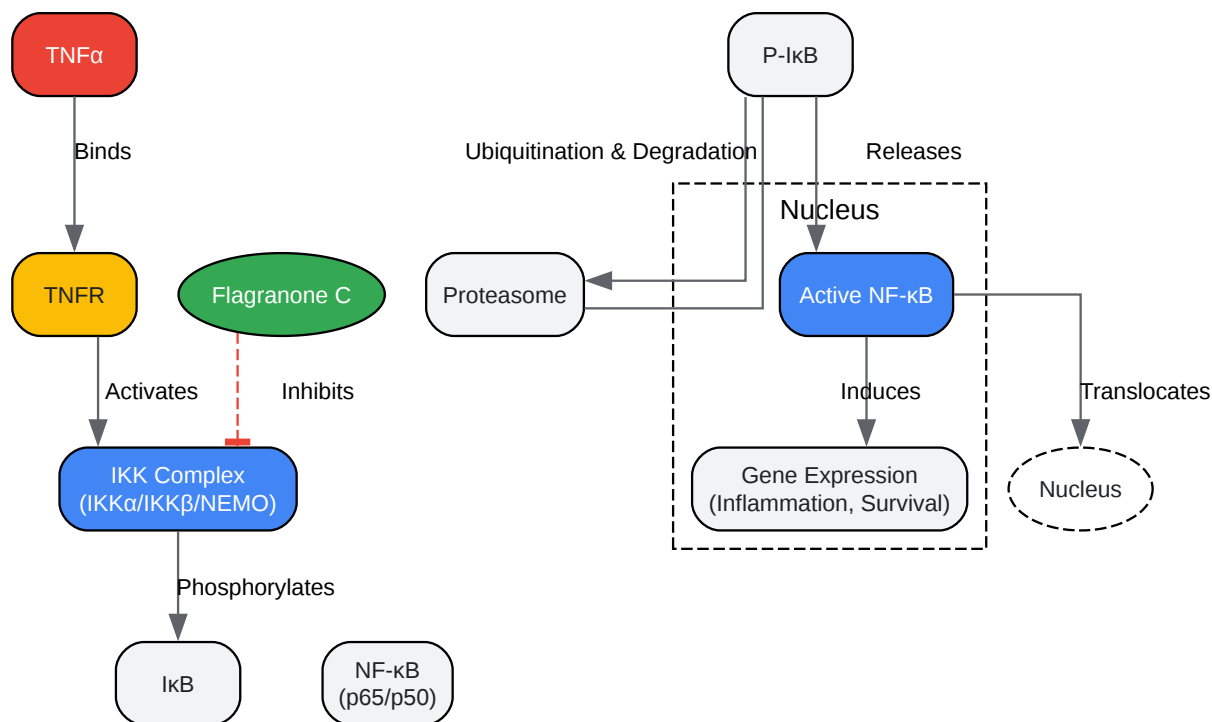 TNFα
P-IκB
Binds
Ubiquitination & Degradation
Releases
Nucleus
TNFR
Flagranone C
Proteasome
Active NF-κB
Activates
Inhibits
Induces
Translocates
IKK Complex
(IKKα/IKKβ/NEMO)
Gene Expression
(Inflammation, Survival)
Nucleus
Phosphorylates
IκB
NF-κB
(p65/p50)